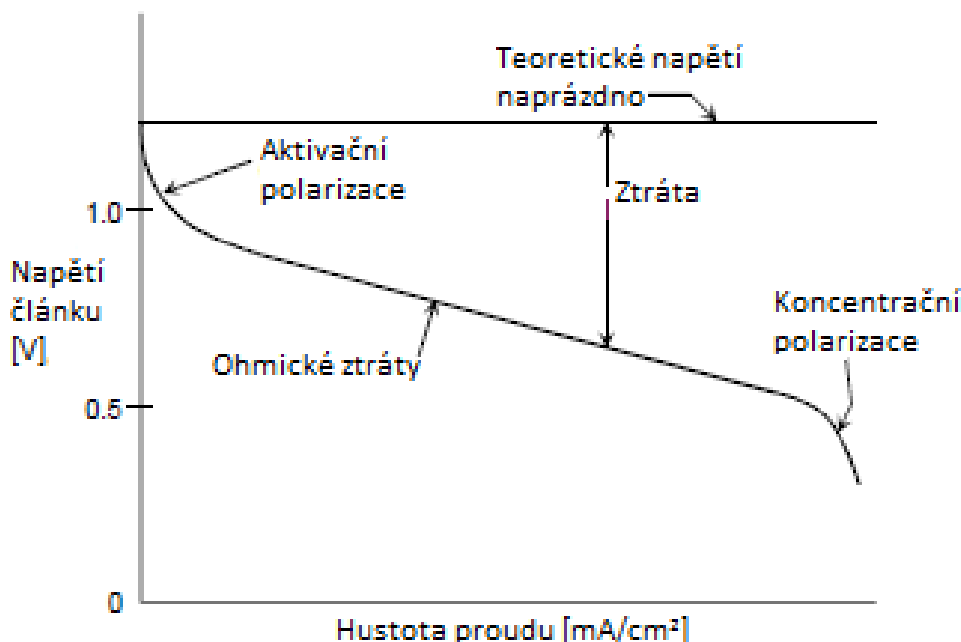 Teoretické napětí
naprázdno
Aktivační
polarizace
Ztráta
1.0
Napětí
článku
[V]
Koncentrační
polarizace
Ohmické ztráty
0.5
0
Hustota proudu [mA/cm²]